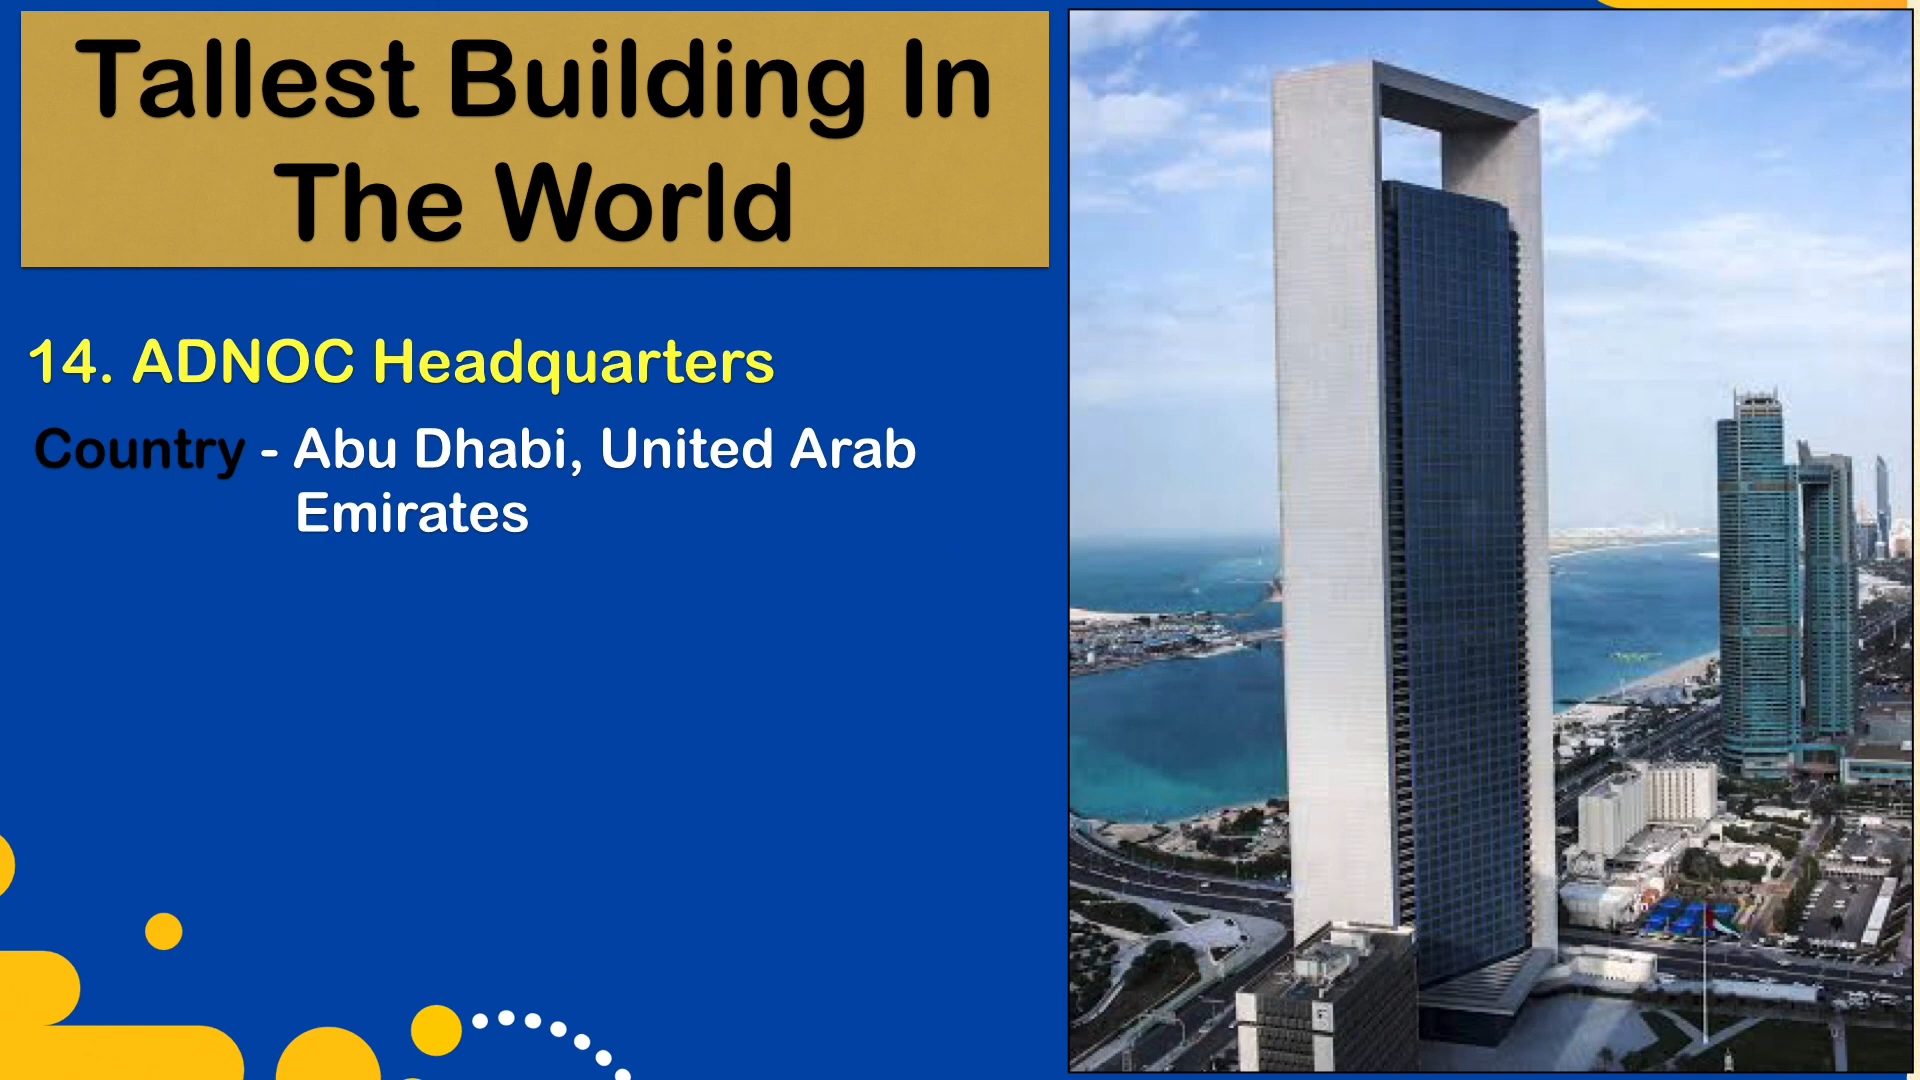 Tallest Building In
The World
14. ADNOC Headquarters
Country - Abu Dhabi, United Arab
Emirates